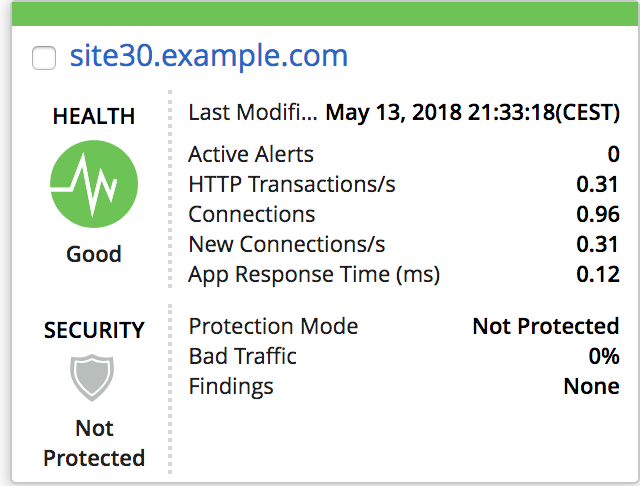 site30.example.com
HEALTH
Good
Last Modifi... May 13, 2018 21:33:18(CEST)
Active Alerts 0
HTTP Transactions/s 0.31
Connections 0.96
New Connections/s 0.31
App Response Time (ms) 0.12
SECURITY
Not
Protected
Protection Mode Not Protected
Bad Traffic 0%
Findings None